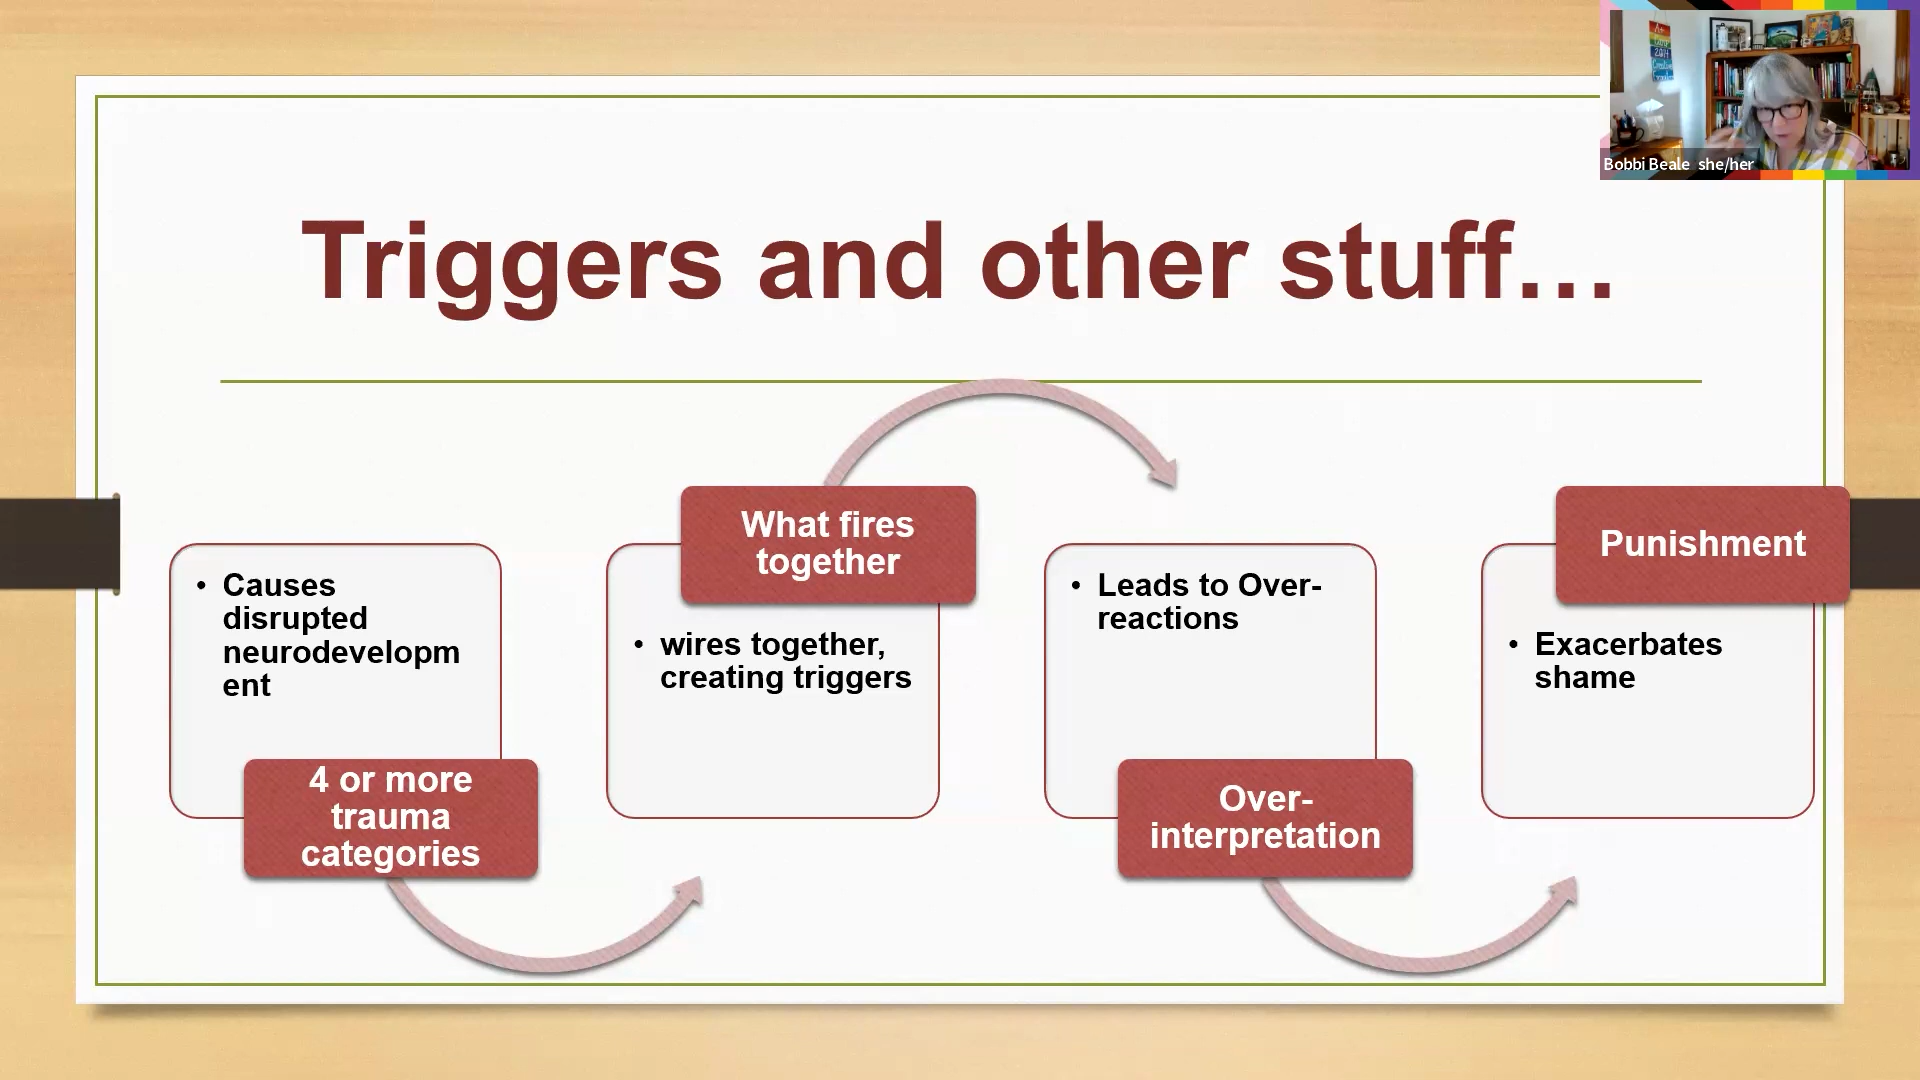 Bobbi Beale she/her
Triggers and other stuff...
• Causes
disrupted
neurodevelopm
ent
4 or more
trauma
categories
What fires
together
• wires together,
creating triggers
• Leads to Over-
reactions
Over-
interpretation
Punishment
• Exacerbates
shame